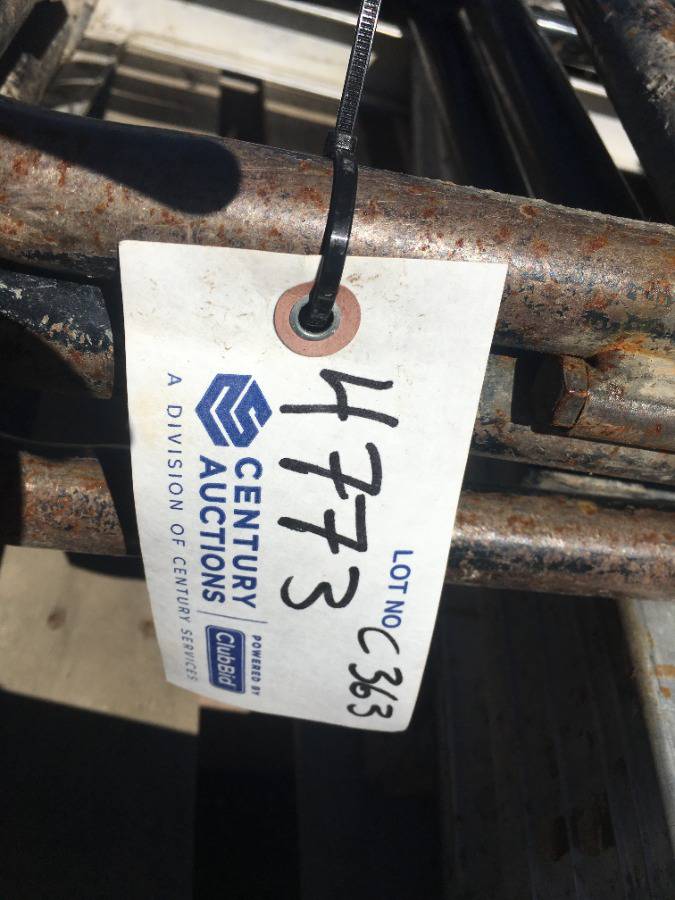 LOT NO C363
4773
CENTURY
AUCTIONS
A DIVISION OF CENTURY SERVICES
POWERED BY
ClubBid